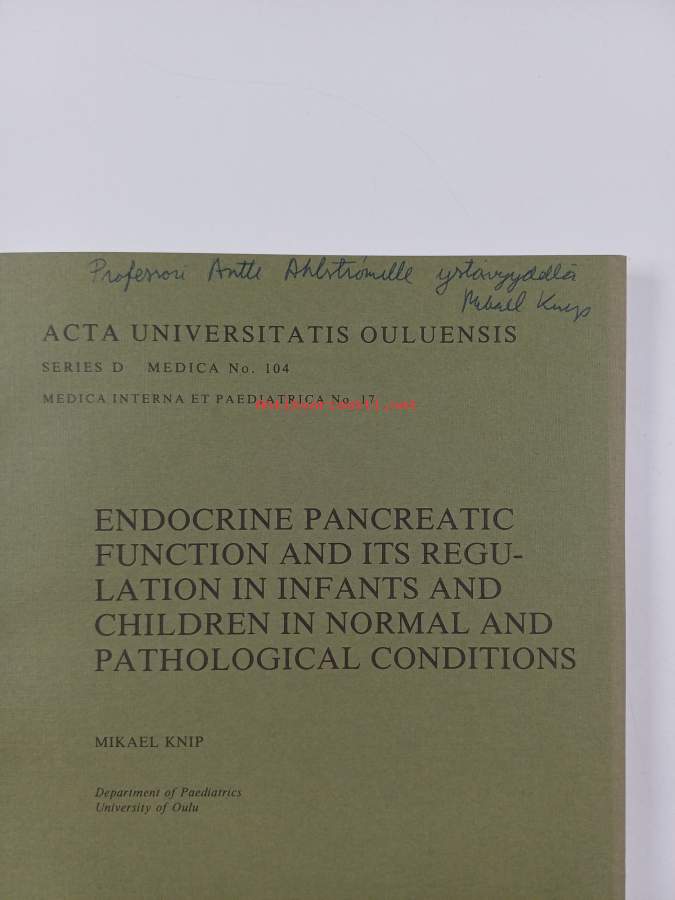 Professori Antti Ahlströmille ystävyydellä
Mikael Knip
ACTA UNIVERSITATIS OULUENSIS
SERIES D MEDICA No. 104
MEDICA INTERNA ET PAEDIATRICA No. 17
ENDOCRINE PANCREATIC
FUNCTION AND ITS REGU-
LATION IN INFANTS AND
CHILDREN IN NORMAL AND
PATHOLOGICAL CONDITIONS
MIKAEL KNIP
Department of Paediatrics
University of Oulu